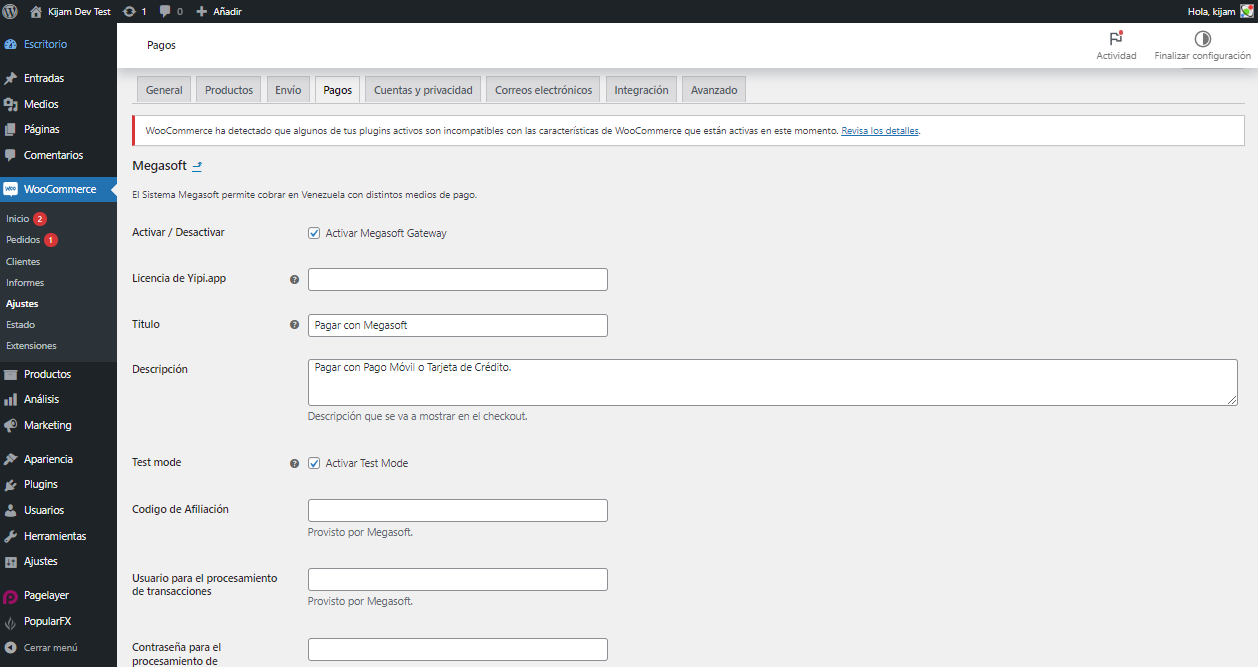 Kijam Dev Test
1
0
Añadir
Hola, kijam
Escritorio
Entradas
Medios
Páginas
Comentarios
WooCommerce
Inicio 2
Pedidos 1
Clientes
Informes
Ajustes
Estado
Extensiones
Productos
Análisis
Marketing
Apariencia
Plugins
Usuarios
Herramientas
Ajustes
Pagelayer
PopularFX
Cerrar menú
Pagos
Actividad
Finalizar configuración
General
Productos
Envío
Pagos
Cuentas y privacidad
Correos electrónicos
Integración
Avanzado
WooCommerce ha detectado que algunos de tus plugins activos son incompatibles con las características de WooCommerce que están activas en este momento. Revisa los detalles.
Megasoft
El Sistema Megasoft permite cobrar en Venezuela con distintos medios de pago.
Activar / Desactivar
Activar Megasoft Gateway
Licencia de Yipi.app
Titulo
Pagar con Megasoft
Descripción
Pagar con Pago Móvil o Tarjeta de Crédito.
Descripción que se va a mostrar en el checkout.
Test mode
Activar Test Mode
Codigo de Afiliación
Provisto por Megasoft.
Usuario para el procesamiento
de transacciones
Provisto por Megasoft.
Contraseña para el
procesamiento de